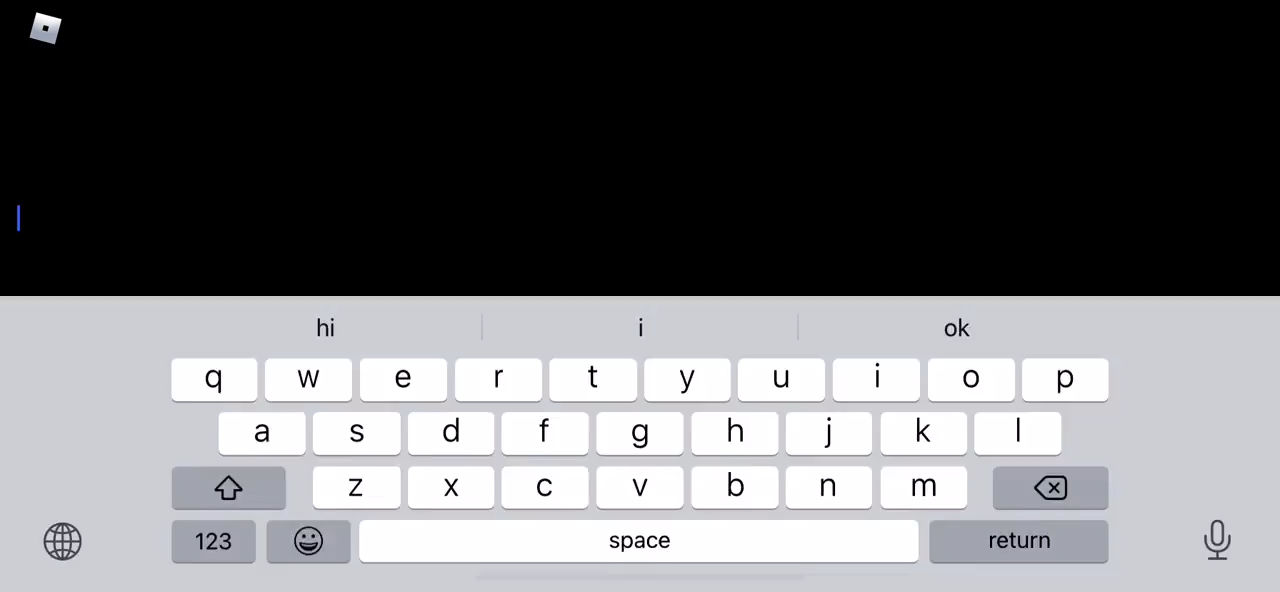 hi i ok
q w e r t y u i o p
a s d f g h j k l
z x c v b n m
123 space return